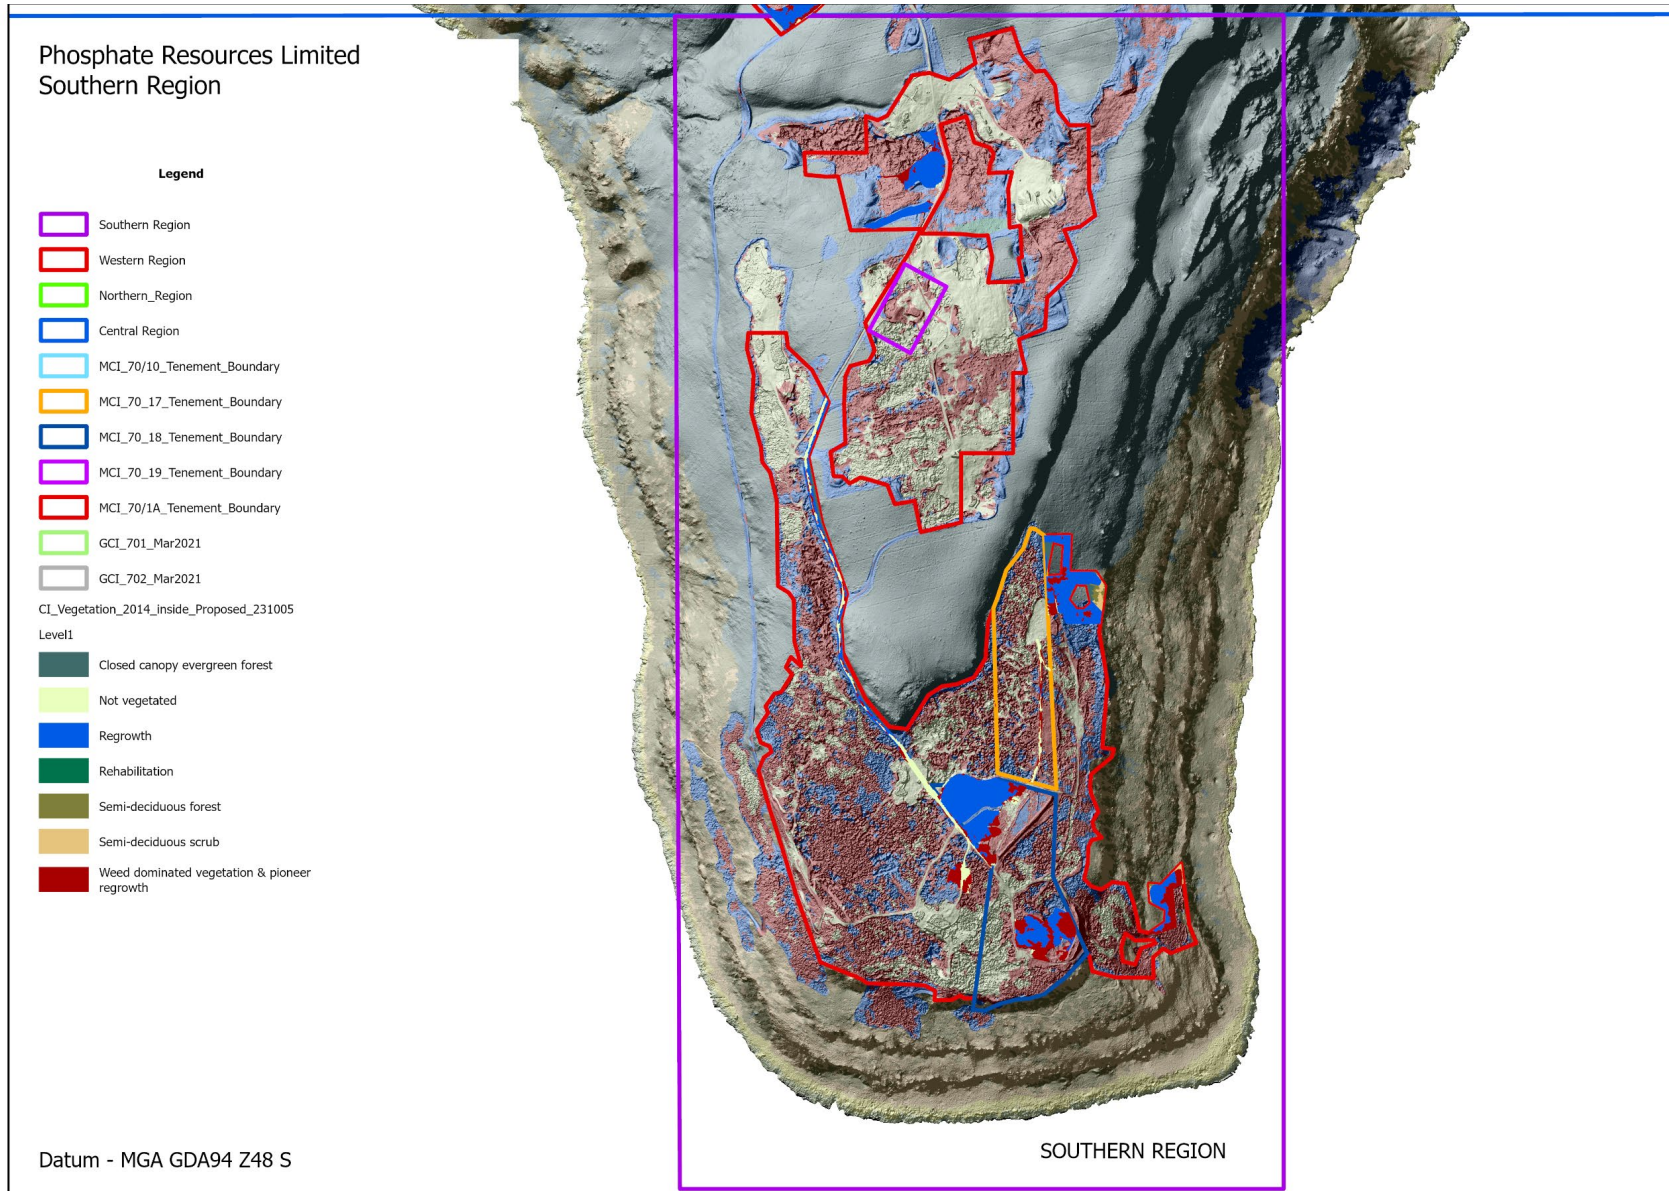 Phosphate Resources Limited
Southern Region
Legend
Southern Region
Western Region
Northern_Region
Central Region
MCI_70/10_Tenement_Boundary
MCI_70_17_Tenement_Boundary
MCI_70_18_Tenement_Boundary
MCI_70_19_Tenement_Boundary
MCI_70/1A_Tenement_Boundary
GCI_701_Mar2021
GCI_702_Mar2021
CI_Vegetation_2014_inside_Proposed_231005
Level1
Closed canopy evergreen forest
Not vegetated
Regrowth
Rehabilitation
Semi-deciduous forest
Semi-deciduous scrub
Weed dominated vegetation & pioneer
regrowth
SOUTHERN REGION
Datum - MGA GDA94 Z48 S